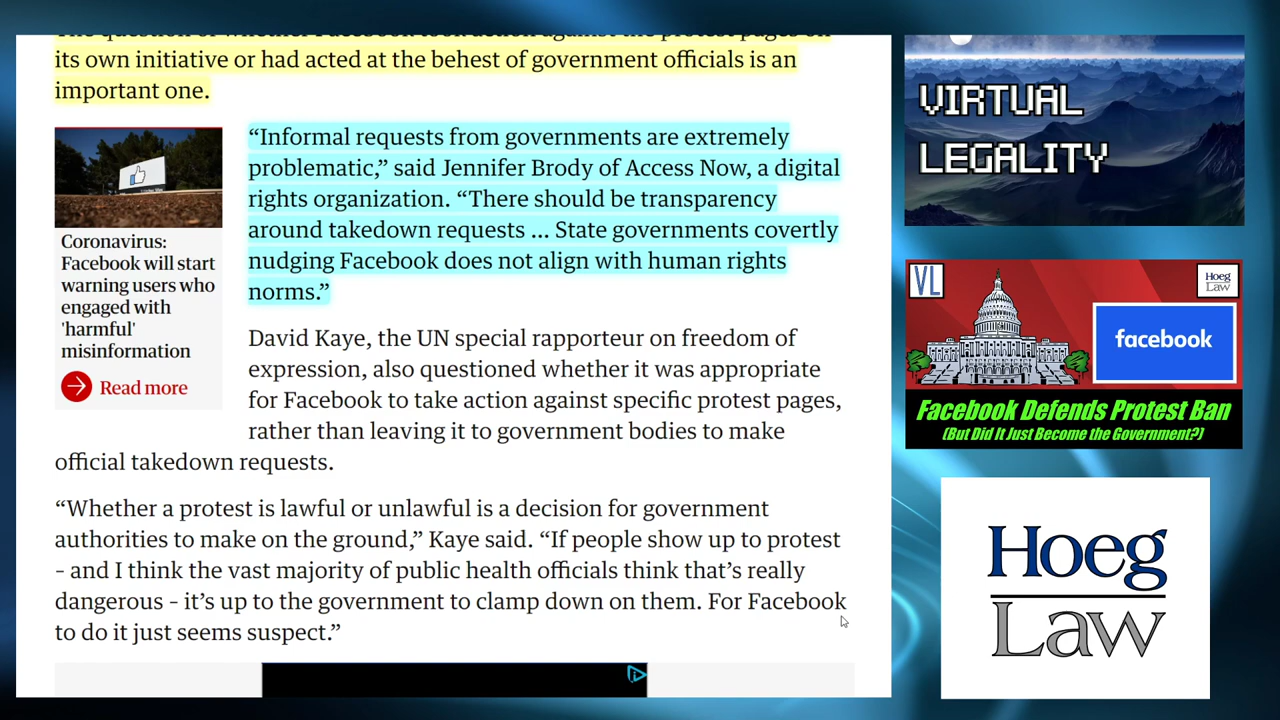 its own initiative or had acted at the behest of government officials is an
important one.
“Informal requests from governments are extremely
problematic,” said Jennifer Brody of Access Now, a digital
rights organization. “There should be transparency
around takedown requests ... State governments covertly
nudging Facebook does not align with human rights
norms.”
Coronavirus:
Facebook will start
warning users who
engaged with
'harmful'
misinformation
Read more
David Kaye, the UN special rapporteur on freedom of
expression, also questioned whether it was appropriate
for Facebook to take action against specific protest pages,
rather than leaving it to government bodies to make
official takedown requests.
“Whether a protest is lawful or unlawful is a decision for government
authorities to make on the ground,” Kaye said. “If people show up to protest
– and I think the vast majority of public health officials think that’s really
dangerous – it’s up to the government to clamp down on them. For Facebook
to do it just seems suspect.”
VIRTUAL
LEGALITY
VL
Hoeg
Law
facebook
Facebook Defends Protest Ban
(But Did It Just Become the Government?)
Hoeg
Law